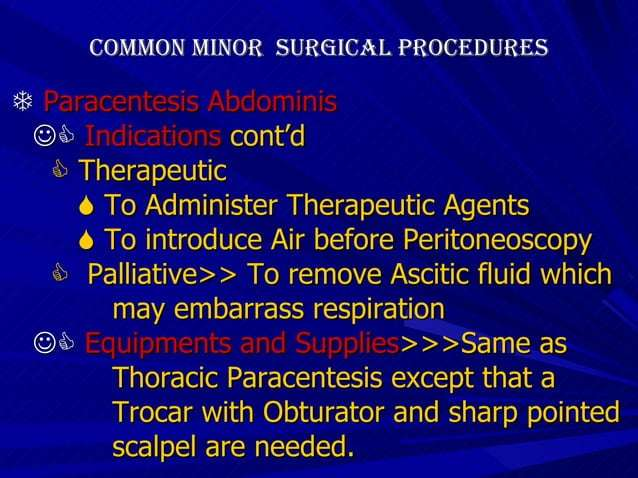 COMMON MINOR SURGICAL PROCEDURES
Paracentesis Abdominis
Indications cont’d
Therapeutic
To Administer Therapeutic Agents
To introduce Air before Peritoneoscopy
Palliative>> To remove Ascitic fluid which
may embarrass respiration
Equipments and Supplies>>>Same as
Thoracic Paracentesis except that a
Trocar with Obturator and sharp pointed
scalpel are needed.